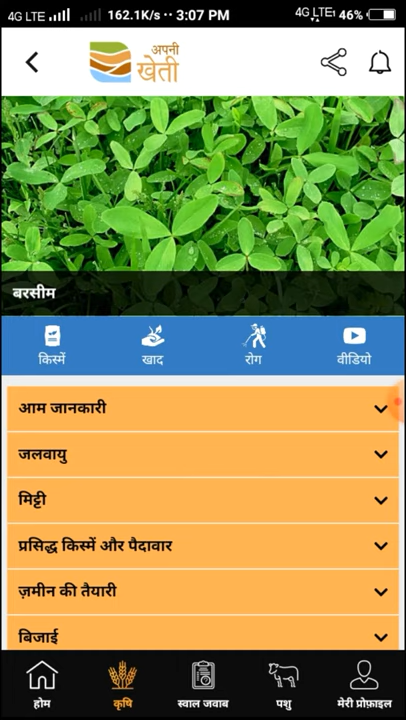 4G LTE 162.1K/s ·· 3:07 PM 4G LTE 46%
अपनी
खेती
बरसीम
किस्में खाद रोग वीडियो
आम जानकारी
जलवायु
मिट्टी
प्रसिद्ध किस्में और पैदावार
ज़मीन की तैयारी
बिजाई
होम कृषि स्वाल जवाब पशु मेरी प्रोफ़ाइल